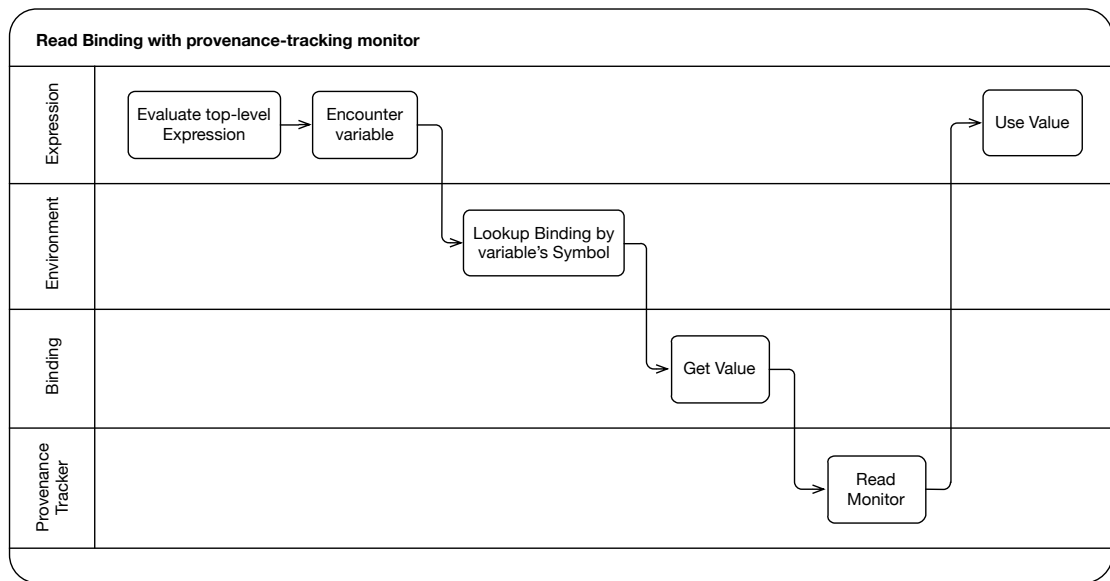 Read Binding with provenance-tracking monitor
Expression
Evaluate top-level
Expression
Encounter
variable
Use Value
Environment
Lookup Binding by
variable's Symbol
Binding
Get Value
Provenance
Tracker
Read
Monitor